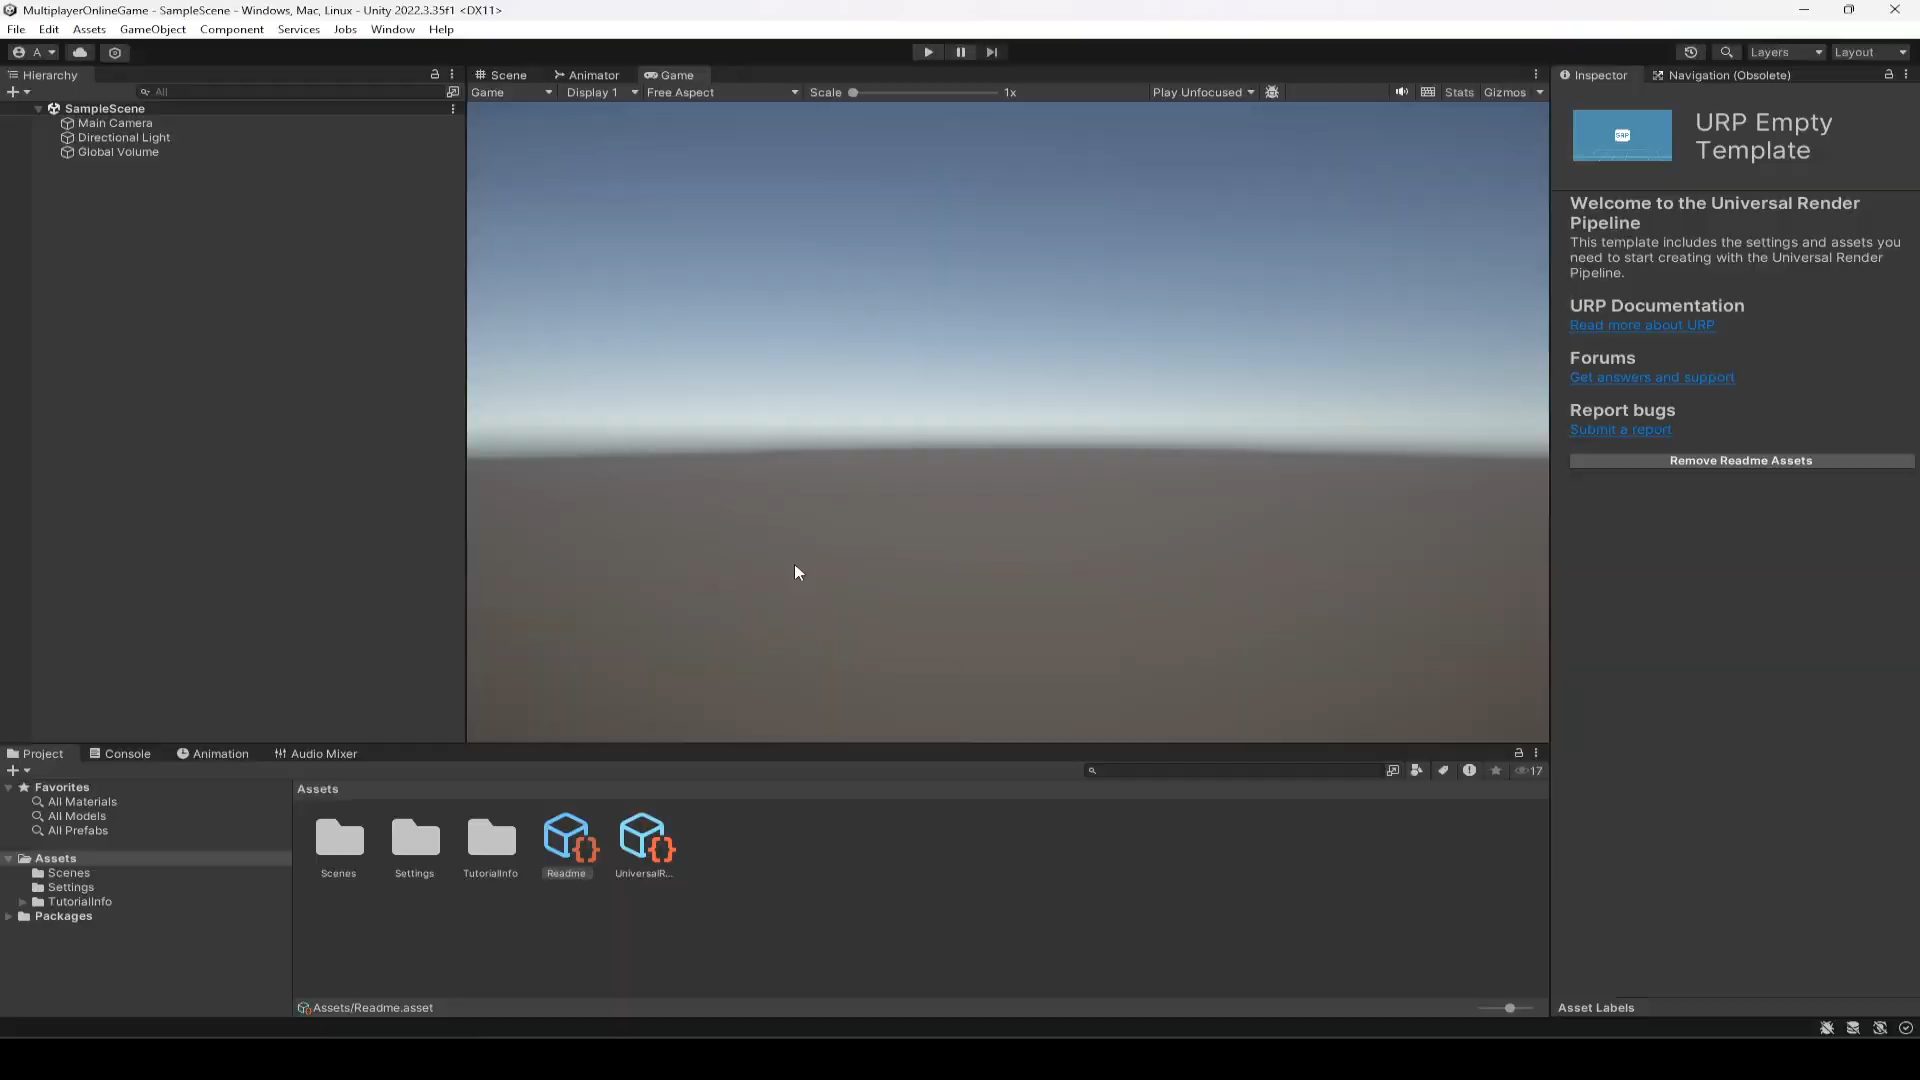 MultiplayerOnlineGame - SampleScene - Windows, Mac, Linux - Unity 2022.3.35f1 <DX11>
File Edit Assets GameObject Component Services Jobs Window Help
A Layers Layout
Hierarchy
All
SampleScene
Main Camera
Directional Light
Global Volume
Scene Animator Game
Game Display 1 Free Aspect Scale 1x Play Unfocused Stats Gizmos
Inspector Navigation (Obsolete)
URP Empty
Template
Welcome to the Universal Render
Pipeline
This template includes the settings and assets you
need to start creating with the Universal Render
Pipeline.
URP Documentation
Read more about URP
Forums
Get answers and support
Report bugs
Submit a report
Remove Readme Assets
Project Console Animation Audio Mixer
17
Favorites
All Materials
All Models
All Prefabs
Assets
Scenes
Settings
TutorialInfo
Packages
Assets
Scenes Settings TutorialInfo Readme UniversalR...
Assets/Readme.asset
Asset Labels